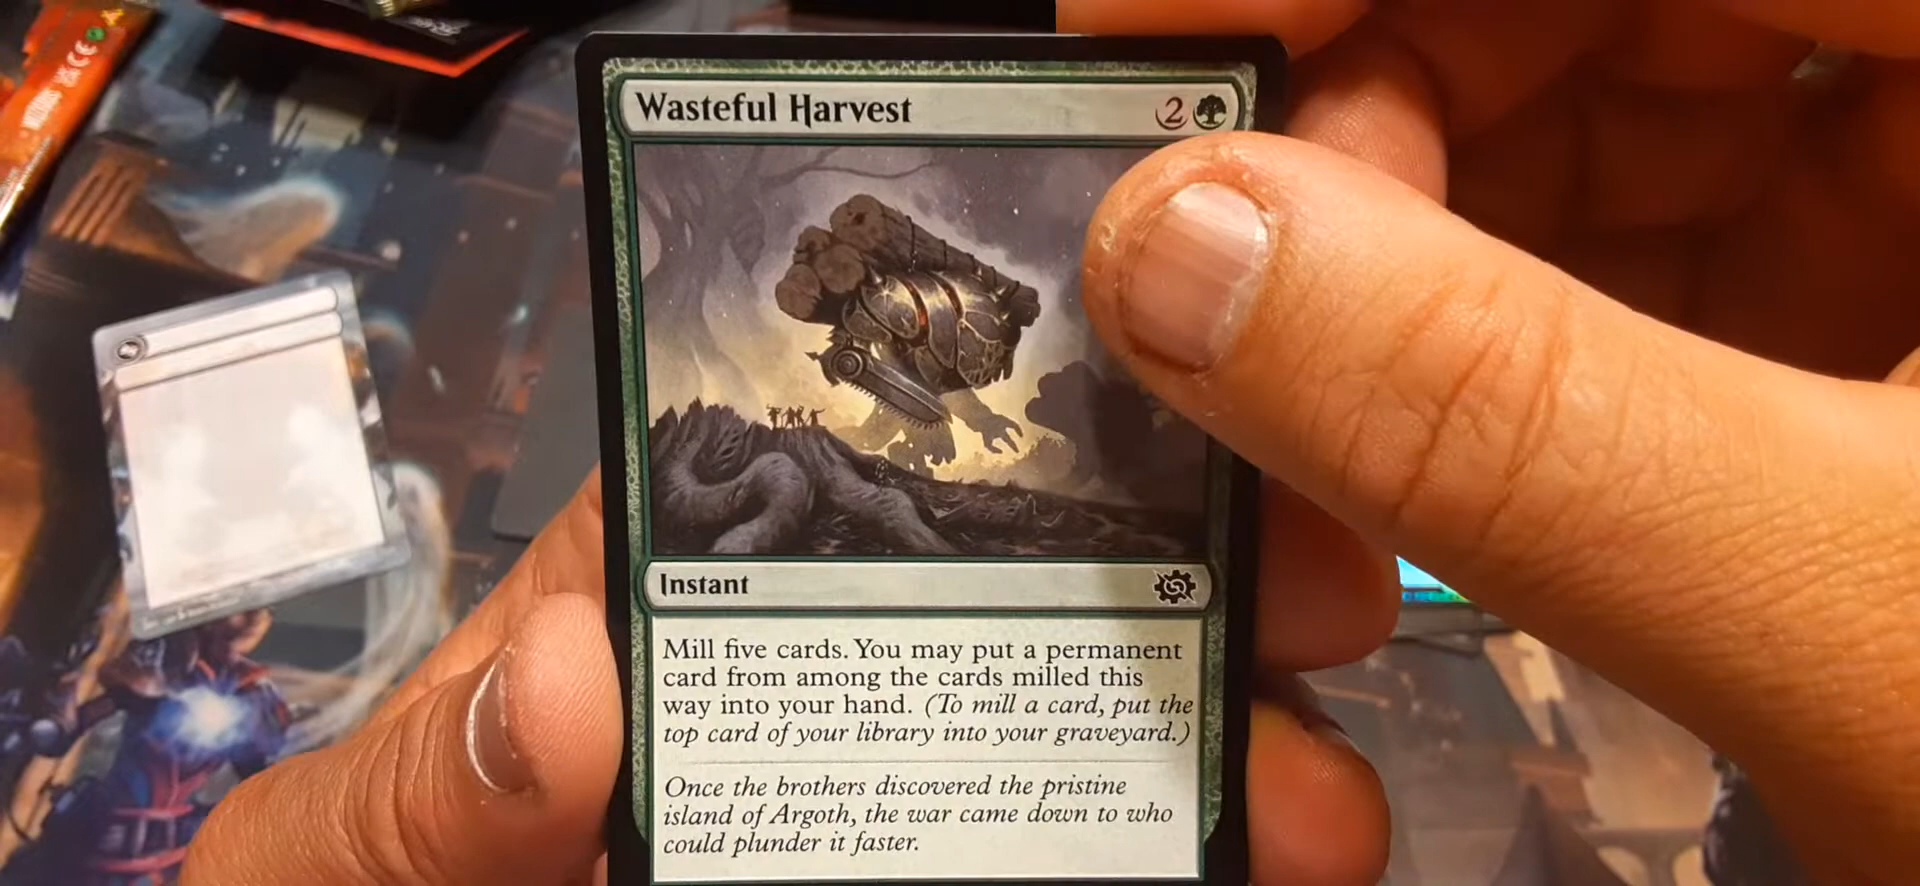 Wasteful Harvest 2
Instant
Mill five cards. You may put a permanent
card from among the cards milled this
way into your hand. (To mill a card, put the
top card of your library into your graveyard.)
Once the brothers discovered the pristine
island of Argoth, the war came down to who
could plunder it faster.